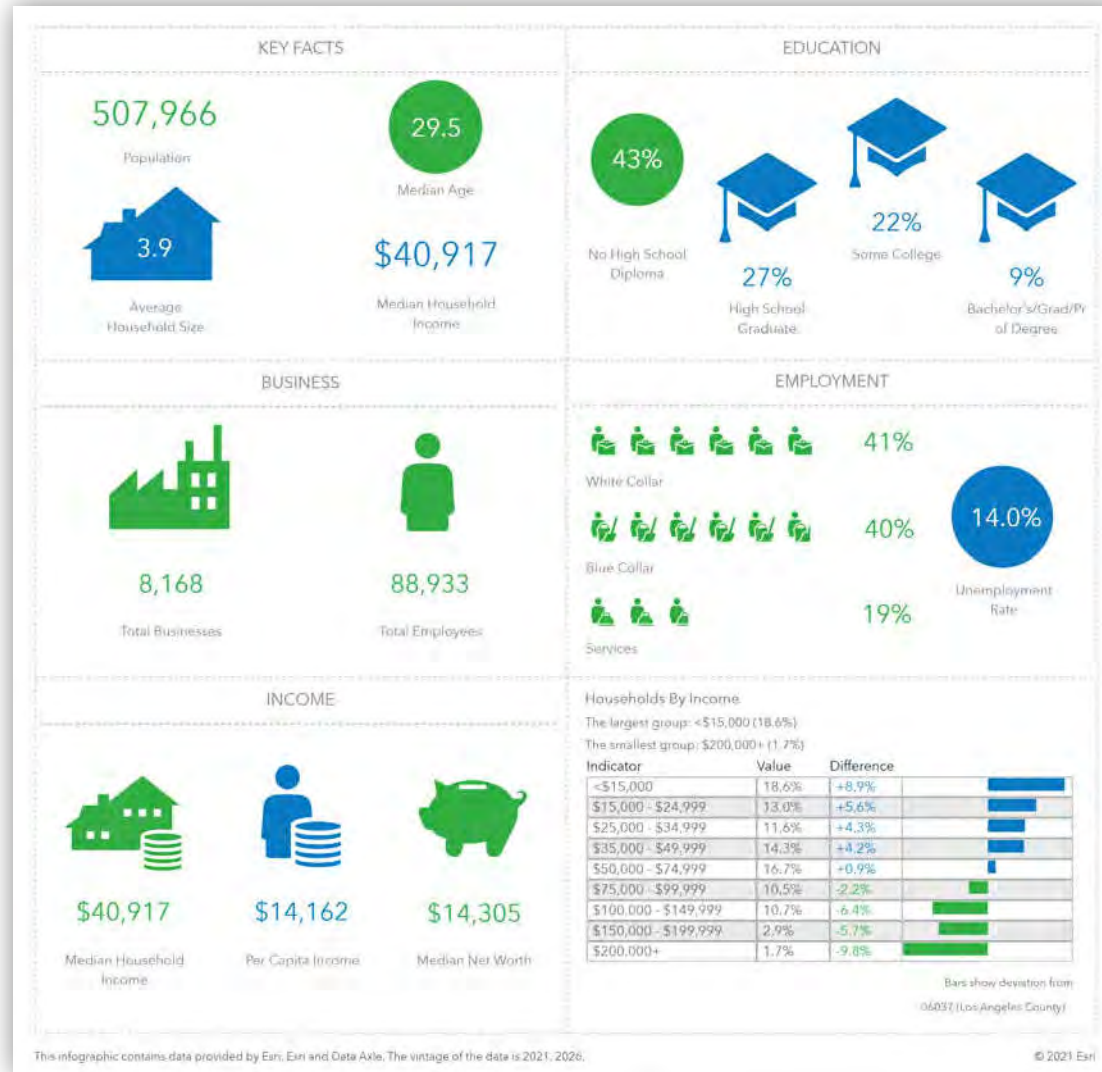 KEY FACTS
507,966
Population
29.5
Median Age
3.9
Average
Household Size
$40,917
Median Household
Income
EDUCATION
43%
No High School
Diploma
27%
High School
Graduate
22%
Some College
9%
Bachelor's/Grad/Pr
of Degree
BUSINESS
8,168
Total Businesses
88,933
Total Employees
EMPLOYMENT
41%
White Collar
40%
Blue Collar
19%
Services
14.0%
Unemployment
Rate
INCOME
$40,917
Median Household
Income
$14,162
Per Capita Income
$14,305
Median Net Worth
Households By Income
The largest group: <$15,000 (18.6%)
The smallest group: $200,000+ (1.7%)
Indicator Value Difference
<$15,000 18.6% +8.9%
$15,000 - $24,999 13.0% +5.6%
$25,000 - $34,999 11.6% +4.3%
$35,000 - $49,999 14.3% +4.2%
$50,000 - $74,999 16.7% +0.9%
$75,000 - $99,999 10.5% -2.2%
$100,000 - $149,999 10.7% -6.4%
$150,000 - $199,999 2.9% -5.7%
$200,000+ 1.7% -9.8%
Bars show deviation from
06037 (Los Angeles County)
This infographic contains data provided by Esri, Esri and Data Axle. The vintage of the data is 2021, 2026.
© 2021 Esri